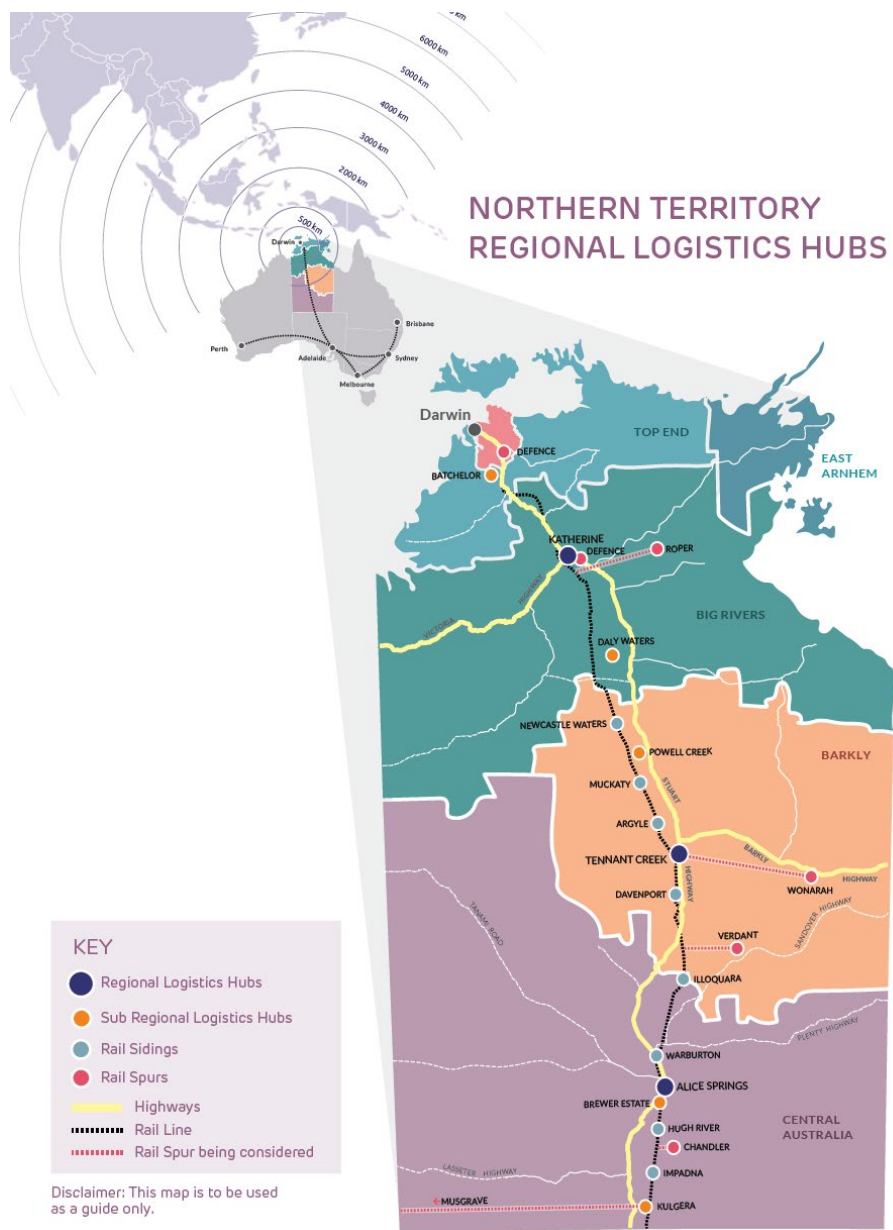 6000 km
5000 km
4000 km
3000 km
2000 km
500 km
Darwin
Brisbane
Perth
Adelaide
Sydney
Melbourne
NORTHERN TERRITORY
REGIONAL LOGISTICS HUBS
Darwin
TOP END
DEFENCE
EAST
ARNHEM
BATCHELOR
KATHERINE
DEFENCE
ROPER
VICTORIA
HIGHWAY
BIG RIVERS
DALY WATERS
NEWCASTLE WATERS
POWELL CREEK
BARKLY
MUCKATY
STUART
ARGYLE
TENNANT CREEK
BARKLY
HIGHWAY
WONARAH
DAVENPORT
HIGHWAY
TANAMI ROAD
SANDOVER HIGHWAY
VERDANT
ILLOQUARA
PLENTY HIGHWAY
WARBURTON
ALICE SPRINGS
BREWER ESTATE
HUGH RIVER
CENTRAL
AUSTRALIA
CHANDLER
LASSETER HIGHWAY
IMPADNA
←MUSGRAVE
KULGERA
KEY
Regional Logistics Hubs
Sub Regional Logistics Hubs
Rail Sidings
Rail Spurs
Highways
Rail Line
Rail Spur being considered
Disclaimer: This map is to be used
as a guide only.